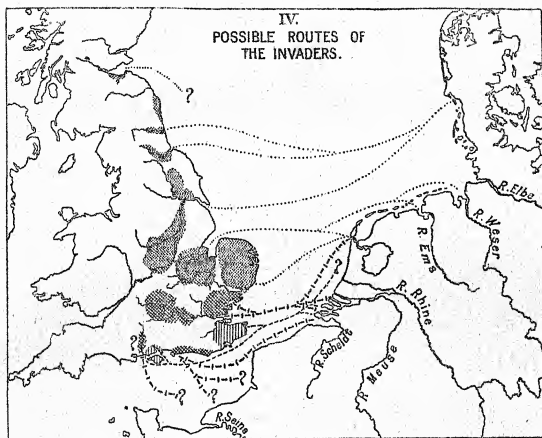 IV.
POSSIBLE ROUTES OF
THE INVADERS.
?
R. Elbe
R. Weser
R. Ems
?
R. Rhine
?
R. Scheldt
?
R. Meuse
?
?
R. Seine